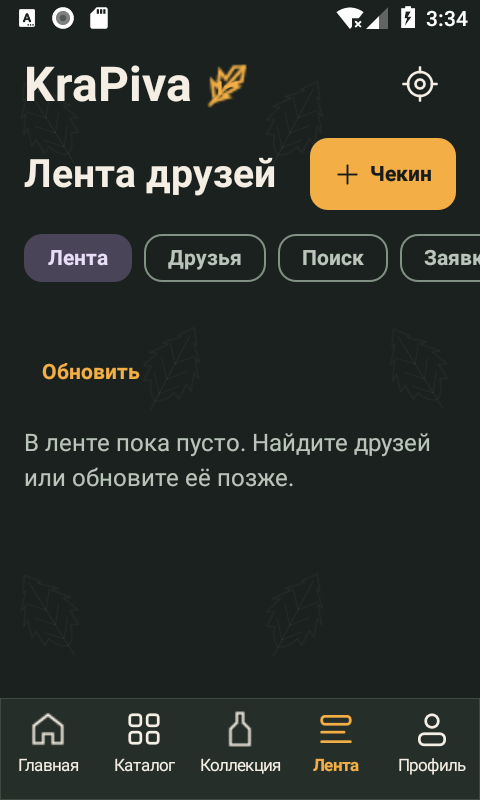 3:34
KraPiva
Лента друзей
Чекин
Лента Друзья Поиск Заявк
Обновить
В ленте пока пусто. Найдите друзей
или обновите её позже.
Главная Каталог Коллекция Лента Профиль